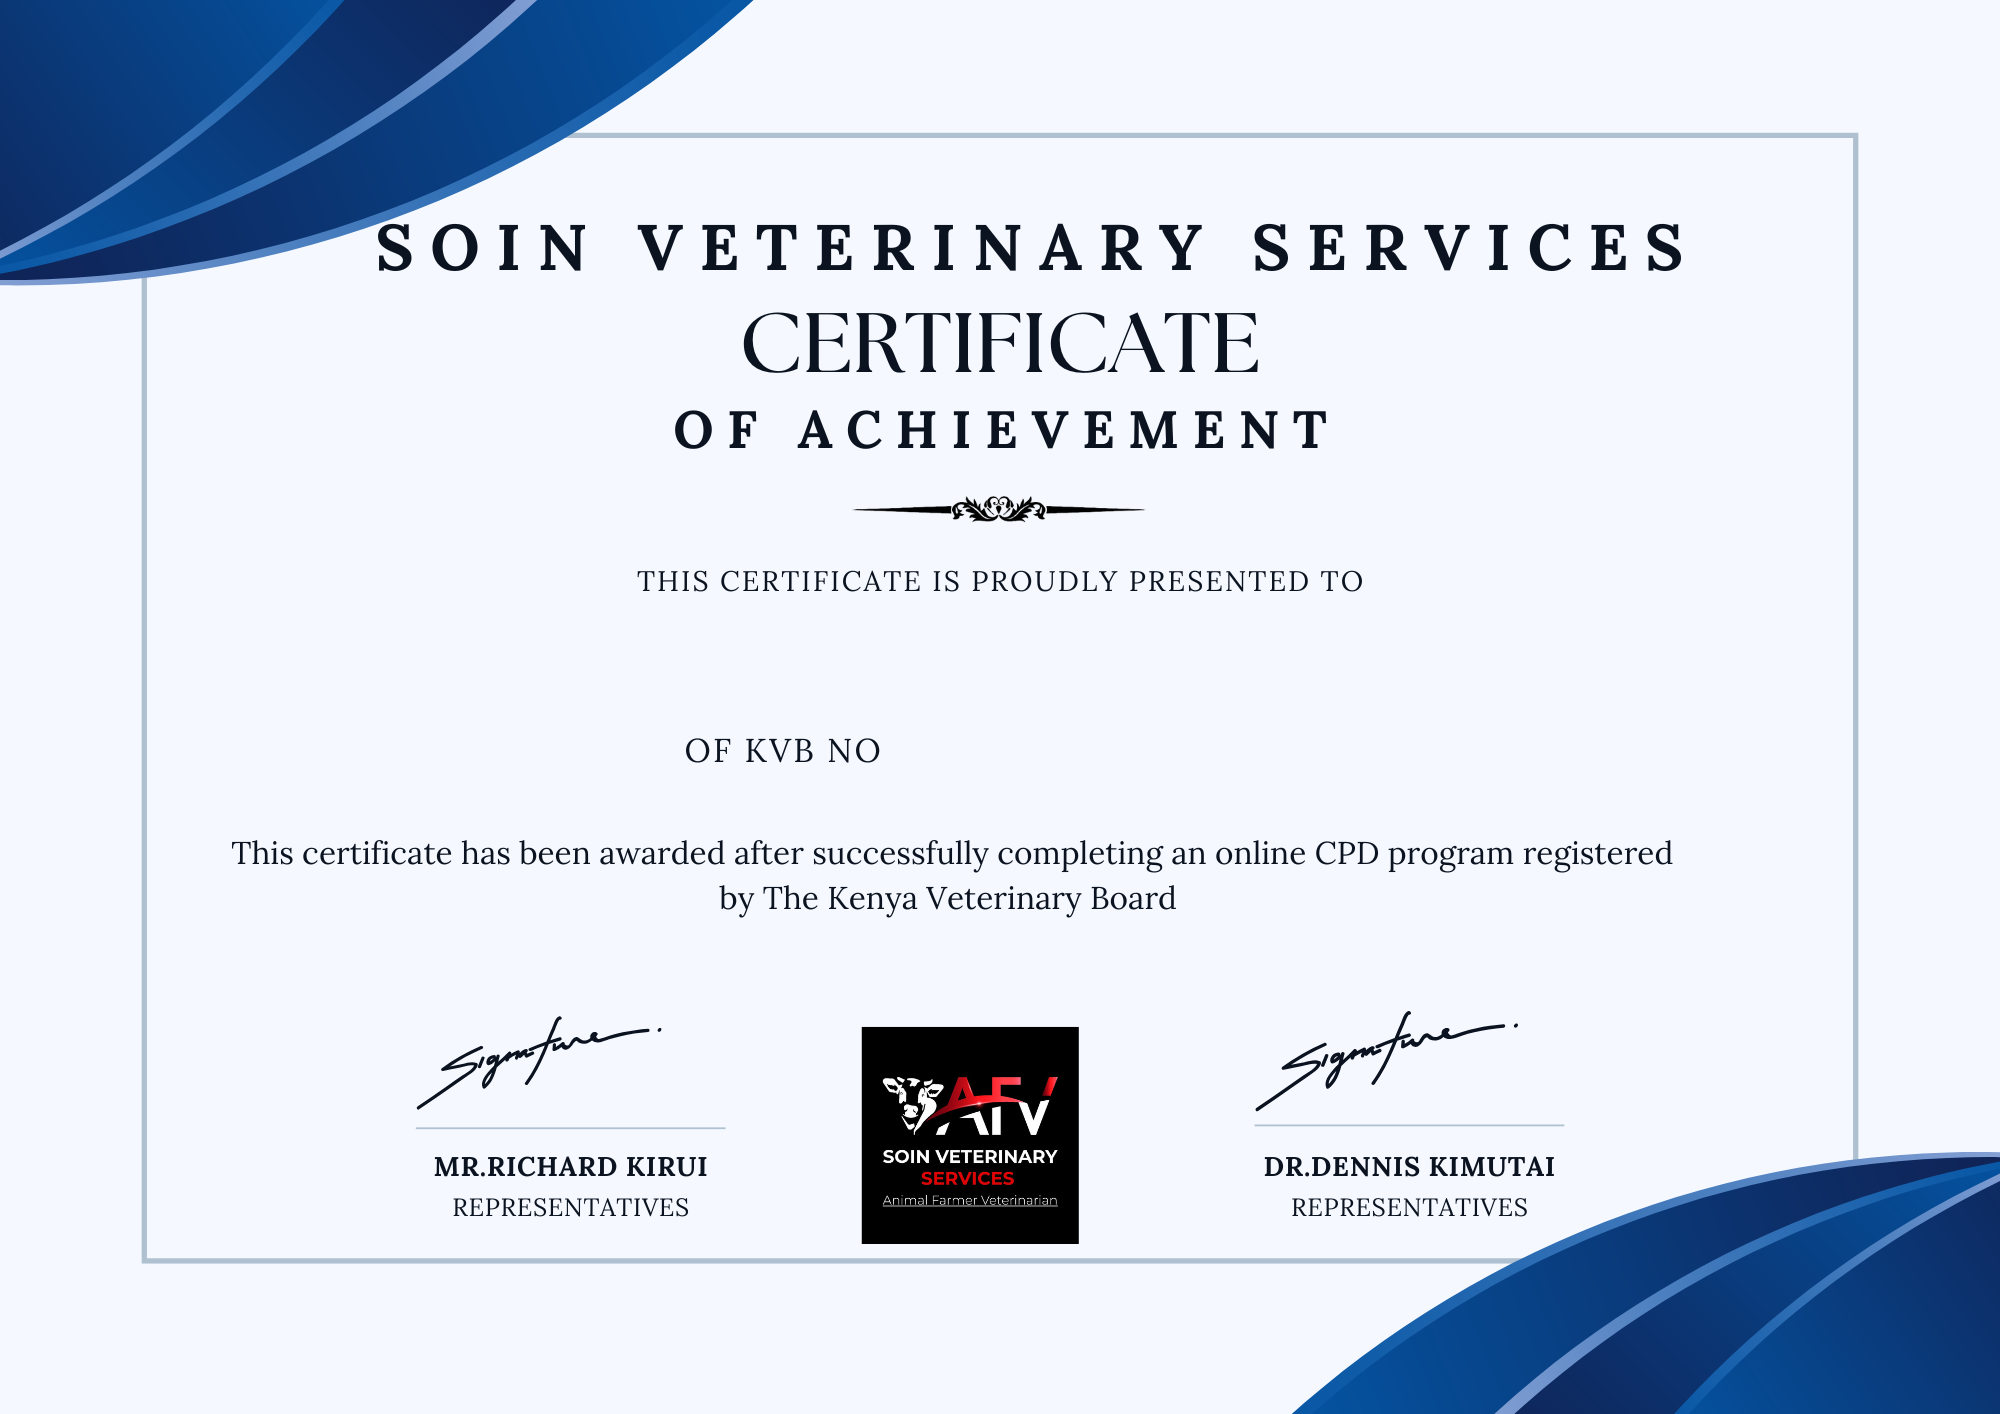 SOIN VETERINARY SERVICES
CERTIFICATE
OF ACHIEVEMENT
THIS CERTIFICATE IS PROUDLY PRESENTED TO
OF KVB NO
This certificate has been awarded after successfully completing an online CPD program registered
by The Kenya Veterinary Board
Signature
Signature
AFV
SOIN VETERINARY
SERVICES
Animal Farmer Veterinarian
MR.RICHARD KIRUI
REPRESENTATIVES
DR.DENNIS KIMUTAI
REPRESENTATIVES